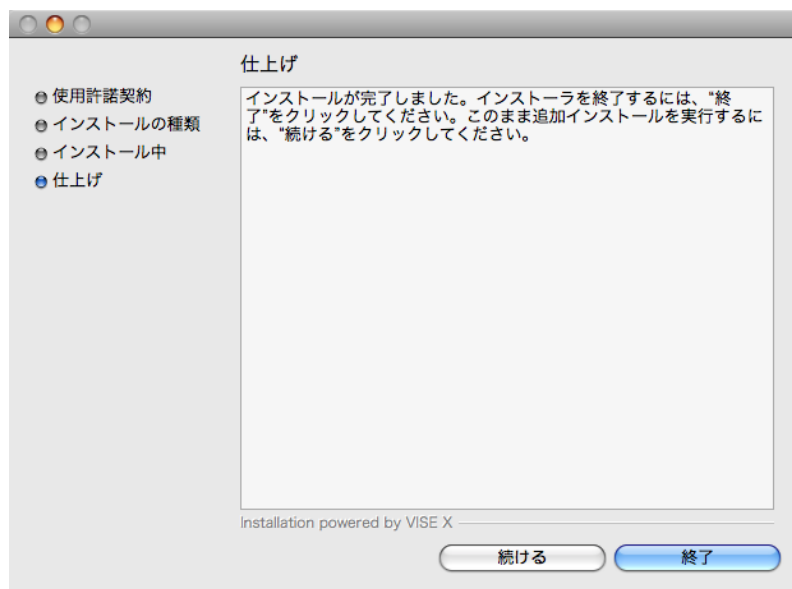 仕上げ
使用許諾契約
インストールの種類
インストール中
仕上げ
インストールが完了しました。インストーラを終了するには、“終
了”をクリックしてください。このまま追加インストールを実行するに
は、“続ける”をクリックしてください。
Installation powered by VISE X
続ける
終了